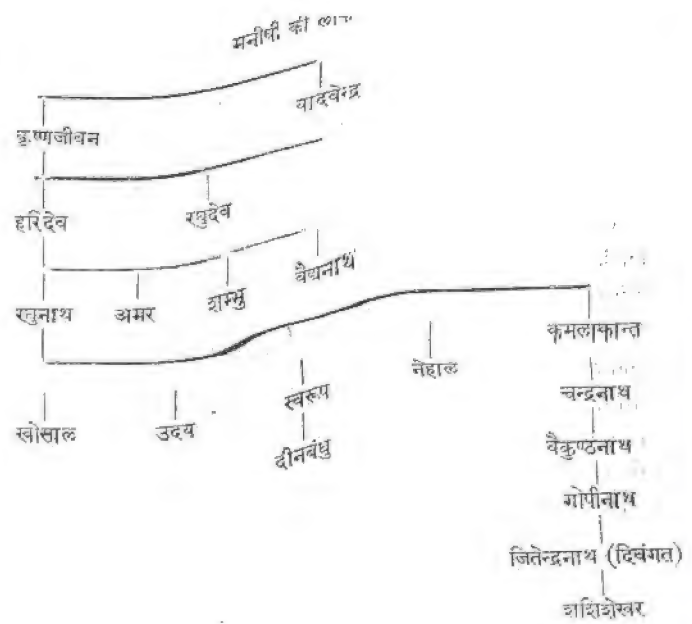 मनीषी की
यादवेन्द्र
कृष्णजीवन
हरिदेव रघुदेव
रघुनाथ अमर शम्भु वैद्यनाथ
कमलाकान्त
खोसाल उदय स्वरूप नेहाल
चन्द्रनाथ
दीनबंधु
वैकुण्ठनाथ
गोपीनाथ
जितेन्द्रनाथ (दिवंगत)
शशिशेखर